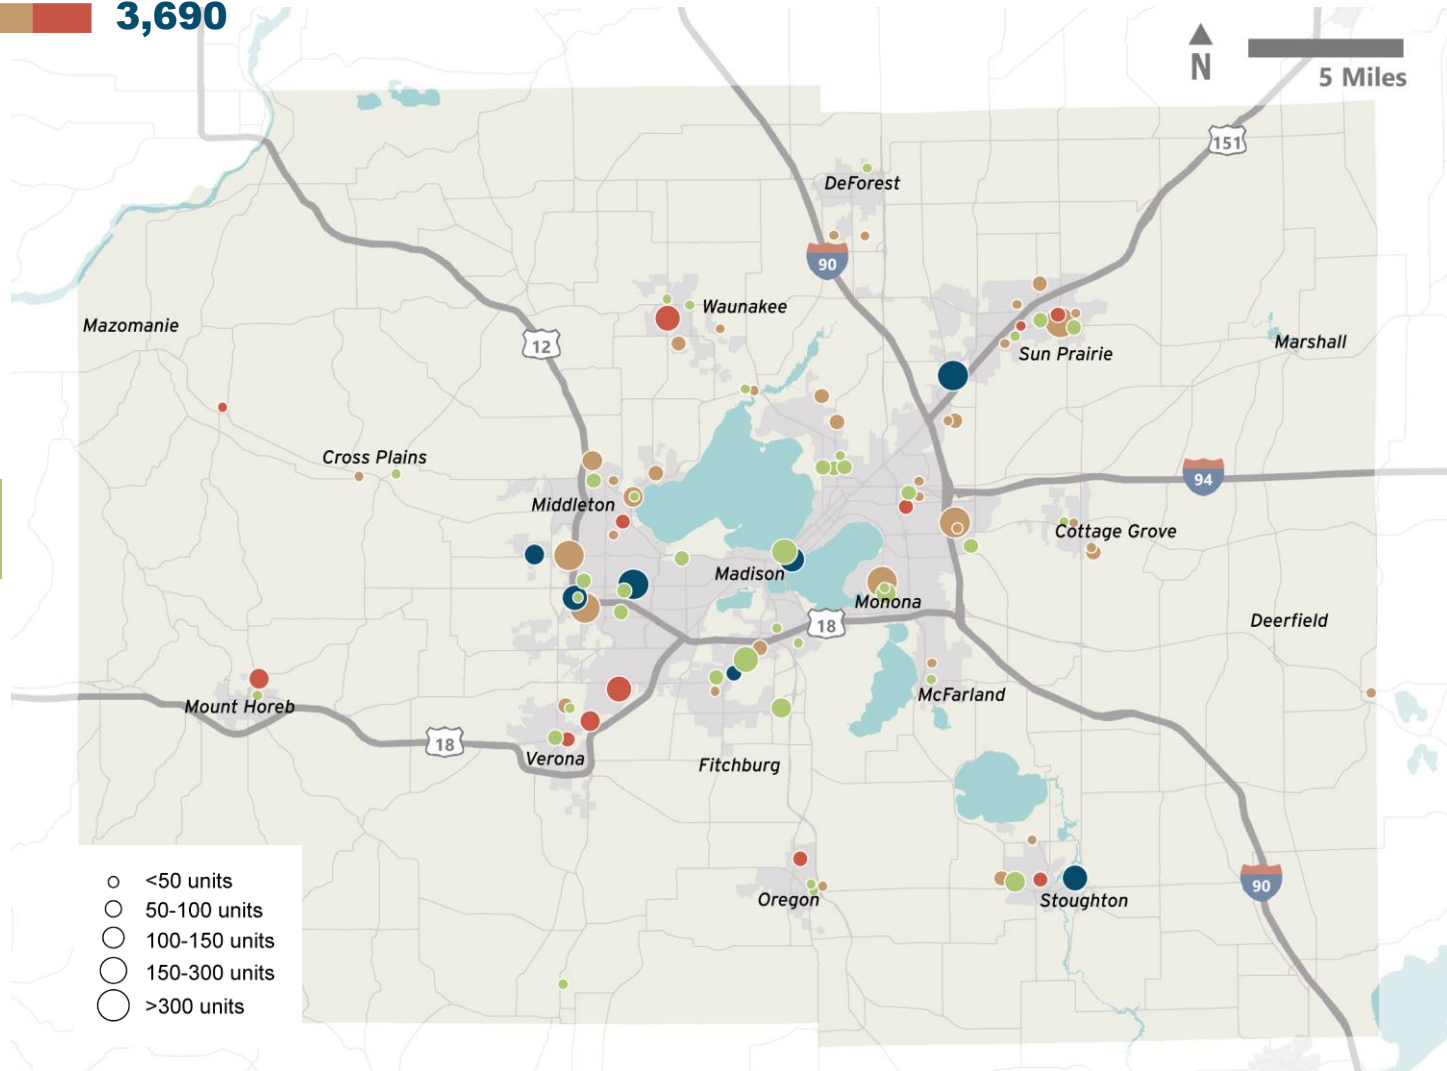 3,690
N
5 Miles
151
DeForest
90
Waunakee
Mazomanie
12
Marshall
Sun Prairie
Cross Plains
94
Middleton
Cottage Grove
Madison
Monona
18
Deerfield
McFarland
Mount Horeb
18
Verona
Fitchburg
<50 units
90
50-100 units
Oregon
Stoughton
100-150 units
150-300 units
>300 units